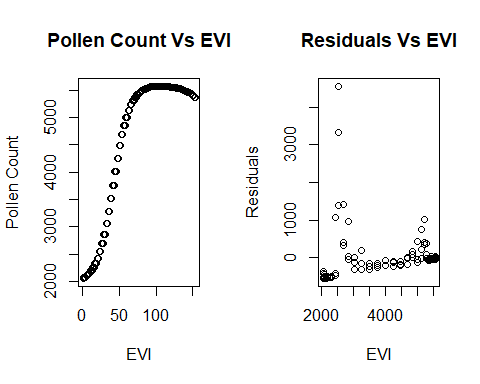 Pollen Count Vs EVI
Pollen Count
2000 3000 4000 5000
0 50 100
EVI
Residuals Vs EVI
Residuals
0 1000 3000
2000 4000
EVI